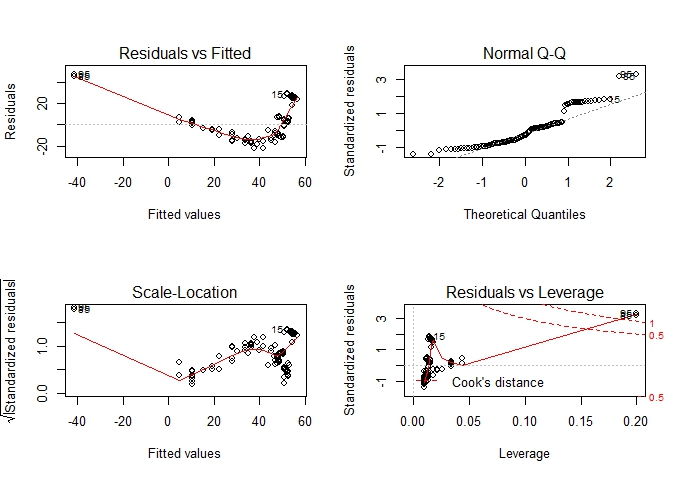 Residuals vs Fitted
Residuals
20
-20
15
-40 -20 0 20 40 60
Fitted values
Normal Q-Q
Standardized residuals
3
1
-1
15
-2 -1 0 1 2
Theoretical Quantiles
Scale-Location
√|Standardized residuals|
1.0
0.0
15
-40 -20 0 20 40 60
Fitted values
Residuals vs Leverage
Standardized residuals
3
1
-1
15
1
0.5
0.5
Cook's distance
0.00 0.05 0.10 0.15 0.20
Leverage